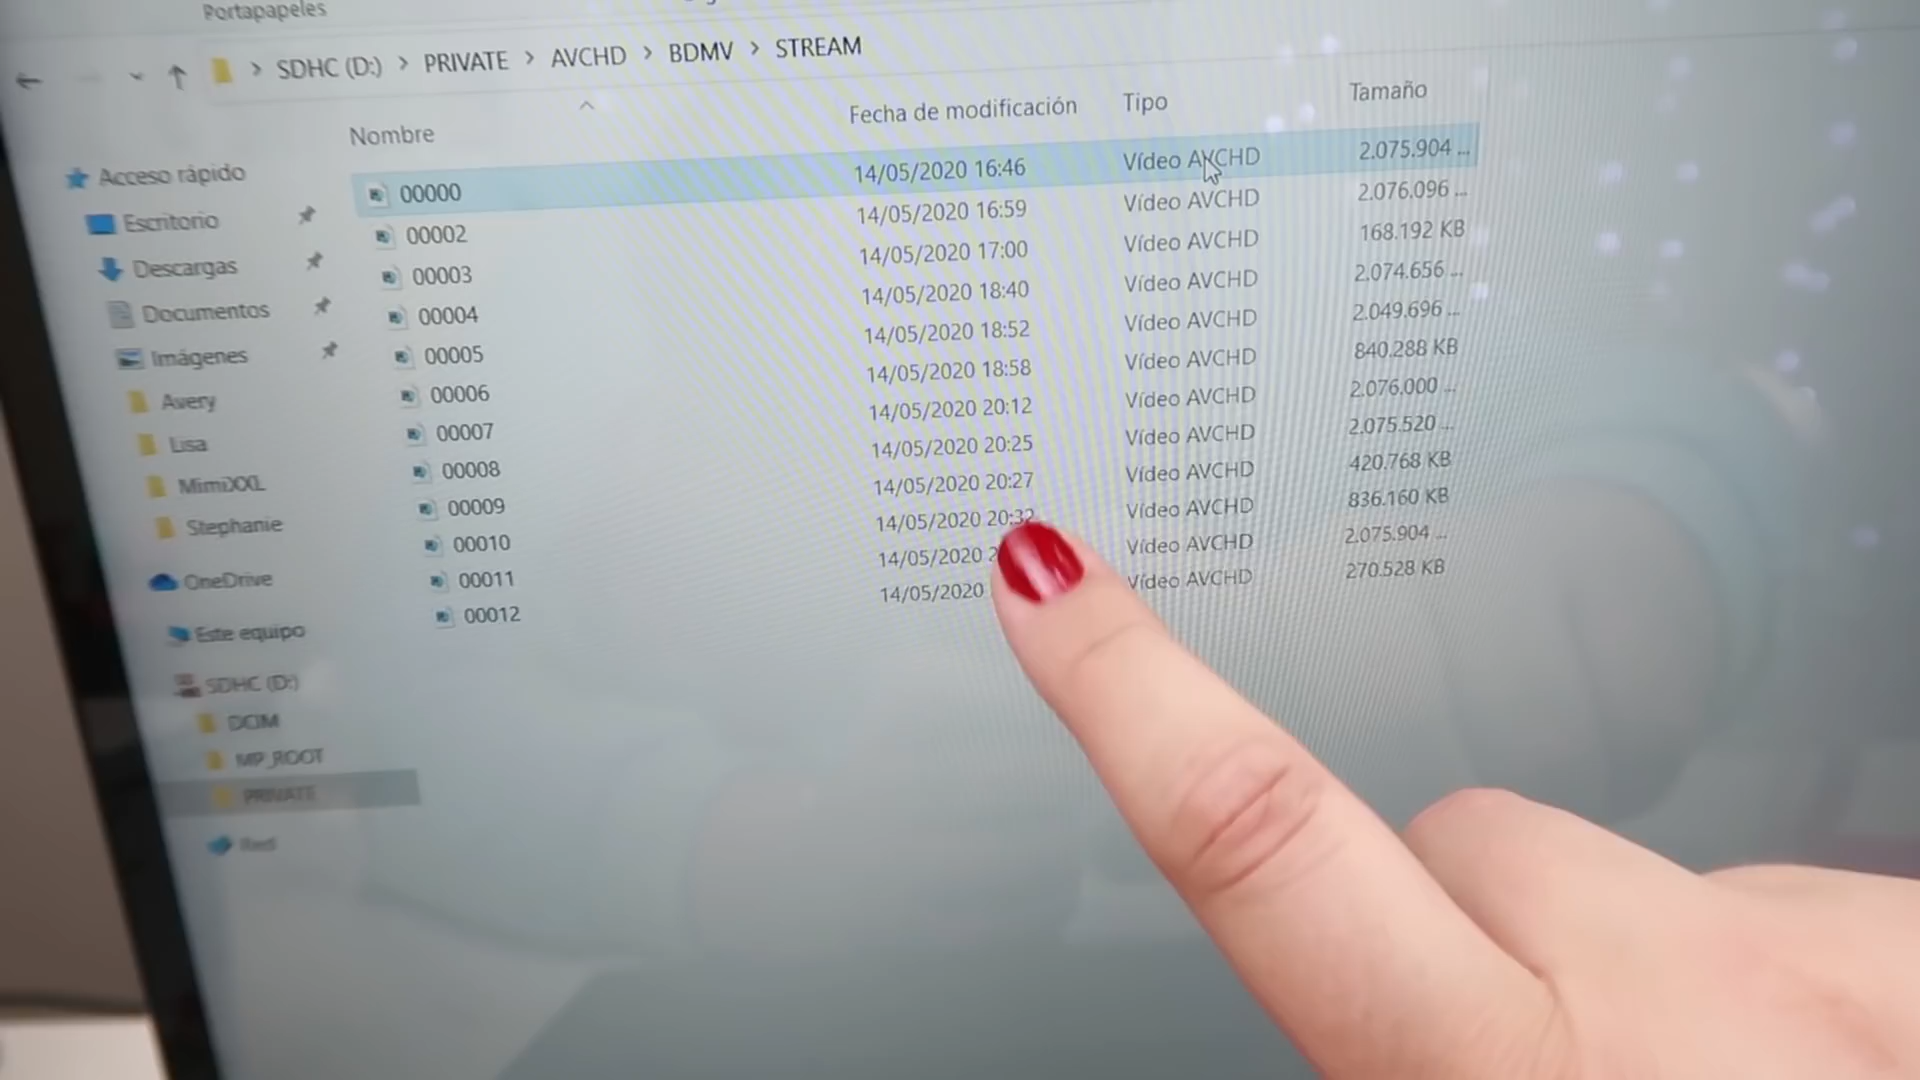 Portapapeles
SDHC (D:) > PRIVATE > AVCHD > BDMV > STREAM
Nombre Fecha de modificación Tipo Tamaño
00000 14/05/2020 16:46 Vídeo AVCHD 2.075.904 ...
00002 14/05/2020 16:59 Vídeo AVCHD 2.076.096 ...
00003 14/05/2020 17:00 Vídeo AVCHD 168.192 KB
00004 14/05/2020 18:40 Vídeo AVCHD 2.074.656 ...
00005 14/05/2020 18:52 Vídeo AVCHD 2.049.696 ...
00006 14/05/2020 18:58 Vídeo AVCHD 840.288 KB
00007 14/05/2020 20:12 Vídeo AVCHD 2.076.000 ...
00008 14/05/2020 20:25 Vídeo AVCHD 2.075.520 ...
00009 14/05/2020 20:27 Vídeo AVCHD 420.768 KB
00010 14/05/2020 20:32 Vídeo AVCHD 836.160 KB
00011 14/05/2020 Vídeo AVCHD 2.075.904 ...
00012 14/05/2020 Vídeo AVCHD 270.528 KB
Acceso rápido
Escritorio
Descargas
Documentos
Imágenes
Avery
Lisa
MimiXXL
Stephanie
OneDrive
Este equipo
SDHC (D:)
DCIM
MP_ROOT
PRIVATE
Red